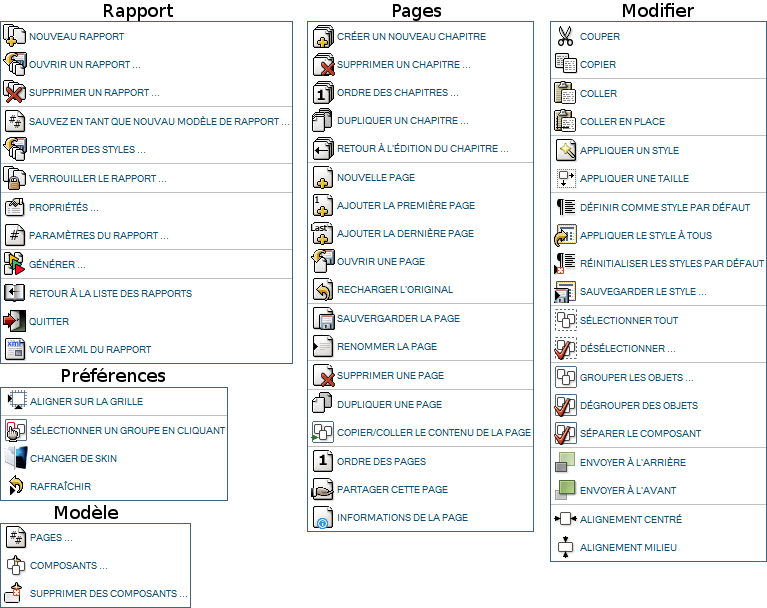 Rapport
NOUVEAU RAPPORT
OUVRIR UN RAPPORT ...
SUPPRIMER UN RAPPORT ...
SAUVEZ EN TANT QUE NOUVAU MODÈLE DE RAPPORT ...
IMPORTER DES STYLES ...
VERROUILLER LE RAPPORT ...
PROPRIÉTÉS ...
PARAMÈTRES DU RAPPORT ...
GÉNÉRER ...
RETOUR À LA LISTE DES RAPPORTS
QUITTER
VOIR LE XML DU RAPPORT
Préférences
ALIGNER SUR LA GRILLE
SÉLECTIONNER UN GROUPE EN CLIQUANT
CHANGER DE SKIN
RAFRAÎCHIR
Modèle
PAGES ...
COMPOSANTS ...
SUPPRIMER DES COMPOSANTS ...
Pages
CRÉER UN NOUVEAU CHAPITRE
SUPPRIMER UN CHAPITRE ...
ORDRE DES CHAPITRES ...
DUPLIQUER UN CHAPITRE ...
RETOUR À L'ÉDITION DU CHAPITRE ...
NOUVELLE PAGE
AJOUTER LA PREMIÈRE PAGE
Last AJOUTER LA DERNIÈRE PAGE
OUVRIR UNE PAGE
RECHARGER L'ORIGINAL
SAUVERGARDER LA PAGE
RENOMMER LA PAGE
SUPPRIMER UNE PAGE
DUPLIQUER UNE PAGE
COPIER/COLLER LE CONTENU DE LA PAGE
ORDRE DES PAGES
PARTAGER CETTE PAGE
INFORMATIONS DE LA PAGE
Modifier
COUPER
COPIER
COLLER
COLLER EN PLACE
APPLIQUER UN STYLE
APPLIQUER UNE TAILLE
DÉFINIR COMME STYLE PAR DÉFAUT
APPLIQUER LE STYLE À TOUS
RÉINITIALISER LES STYLES PAR DÉFAUT
SAUVEGARDER LE STYLE ...
SÉLECTIONNER TOUT
DÉSÉLECTIONNER ...
GROUPER LES OBJETS ...
DÉGROUPER DES OBJETS
SÉPARER LE COMPOSANT
ENVOYER À L'ARRIÈRE
ENVOYER À L'AVANT
ALIGNEMENT CENTRÉ
ALIGNEMENT MILIEU